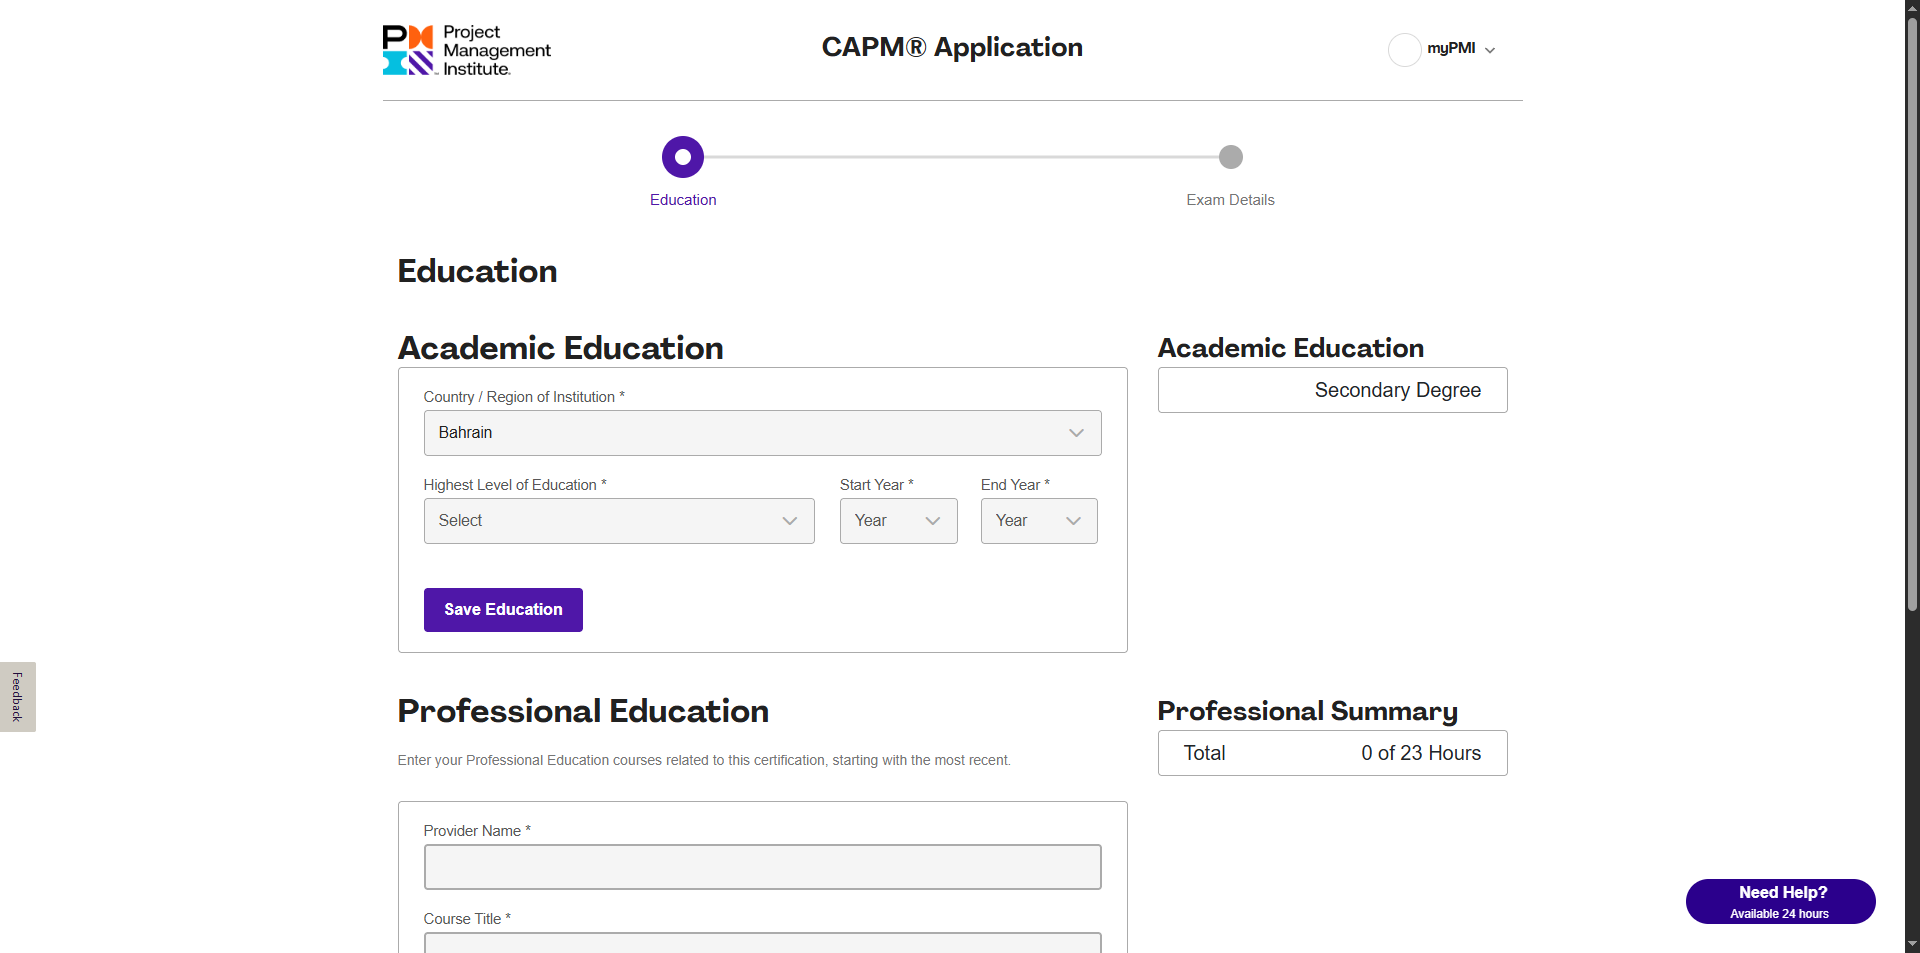 Project
Management
Institute.
CAPM® Application
myPMI
Education
Exam Details
Education
Academic Education
Country / Region of Institution *
Bahrain
Highest Level of Education *
Start Year *
End Year *
Select
Year
Year
Save Education
Academic Education
Secondary Degree
Feedback
Professional Education
Enter your Professional Education courses related to this certification, starting with the most recent.
Provider Name *
Course Title *
Professional Summary
Total
0 of 23 Hours
Need Help?
Available 24 hours